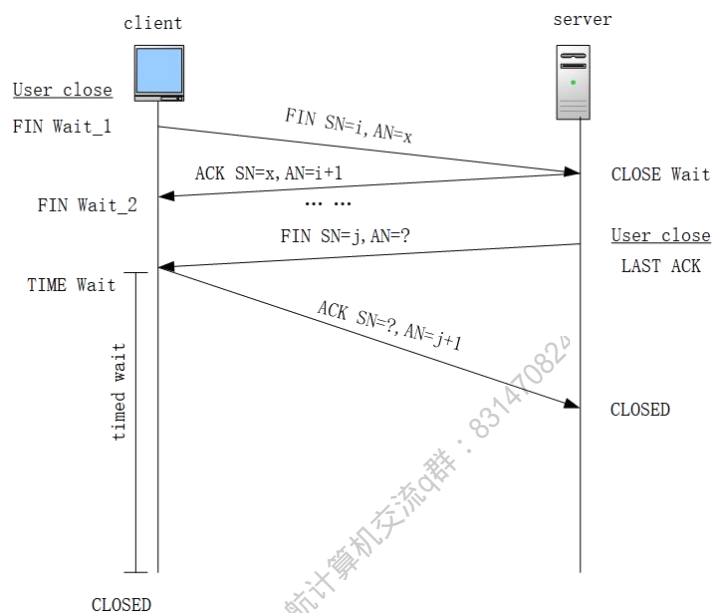 client
server
User close
FIN Wait_1
FIN SN=i, AN=x
ACK SN=x, AN=i+1
CLOSE Wait
FIN Wait_2
... ...
FIN SN=j, AN=?
User close
LAST ACK
TIME Wait
ACK SN=?, AN=j+1
timed wait
CLOSED
航计算机交流q群：831470824
CLOSED